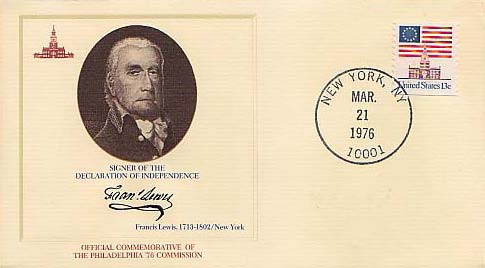 SIGNER OF THE
DECLARATION OF INDEPENDENCE
Fran⁸ Lewis
Francis Lewis, 1713-1802/New York
OFFICIAL COMMEMORATIVE OF
THE PHILADELPHIA '76 COMMISSION
United States 13c
NEW YORK, NY
MAR.
21
1976
10001